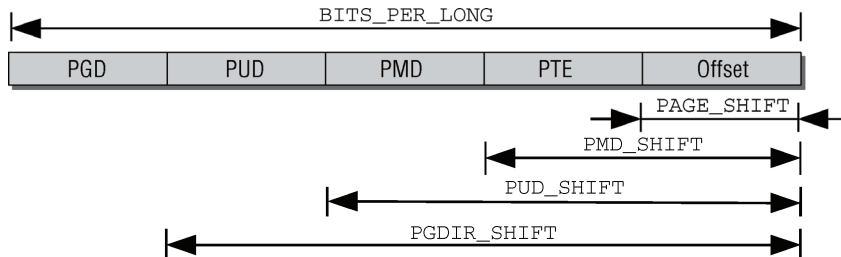 BITS_PER_LONG
PGD PUD PMD PTE Offset
PAGE_SHIFT
PMD_SHIFT
PUD_SHIFT
PGDIR_SHIFT